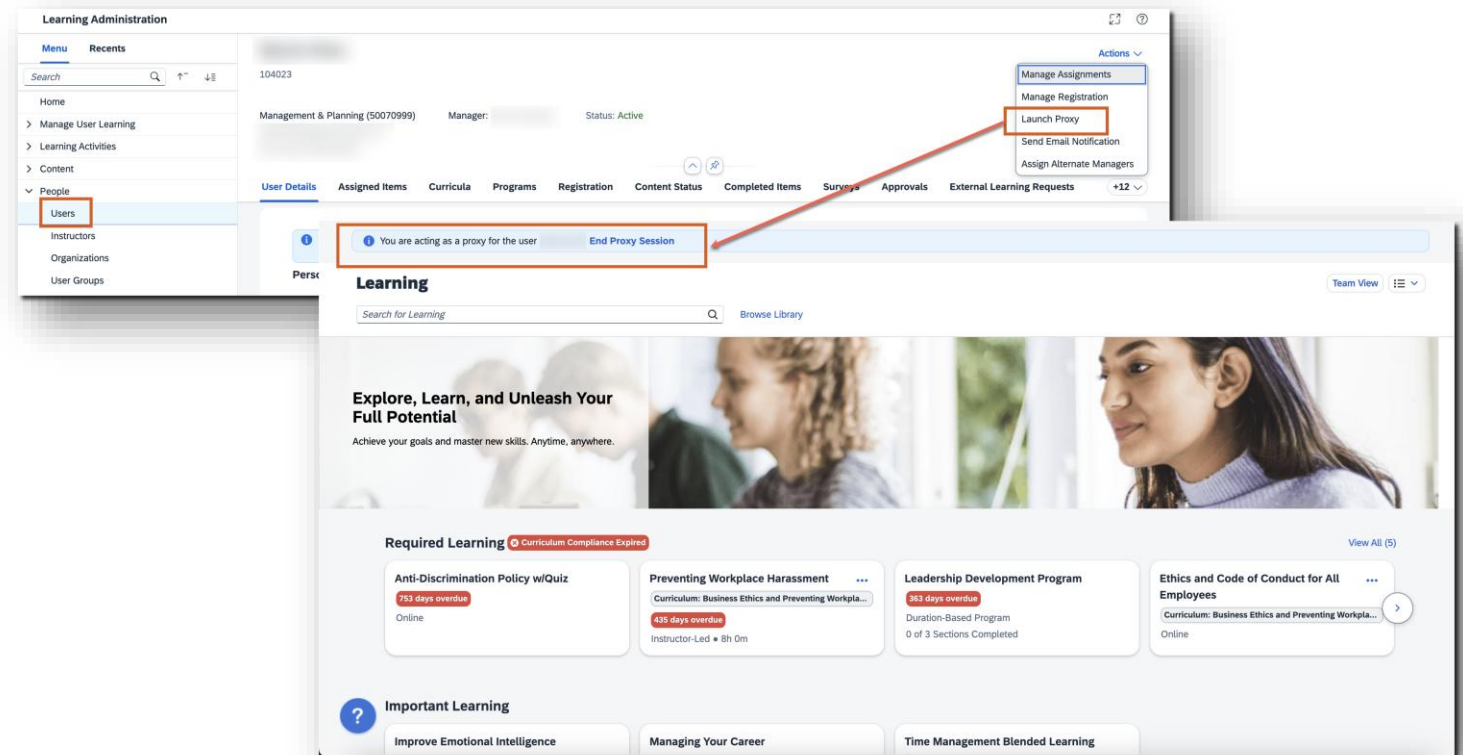 Learning Administration
Menu Recents
Search
Home
Manage User Learning
Learning Activities
Content
People
Users
Instructors
Organizations
User Groups
104023
Management & Planning (50070999) Manager: Status: Active
Actions
Manage Assignments
Manage Registration
Launch Proxy
Send Email Notification
Assign Alternate Managers
User Details Assigned Items Curricula Programs Registration Content Status Completed Items Surveys Approvals External Learning Requests +12
You are acting as a proxy for the user End Proxy Session
Learning
Team View
Search for Learning Browse Library
Explore, Learn, and Unleash Your
Full Potential
Achieve your goals and master new skills. Anytime, anywhere.
Required Learning Curriculum Compliance Expired View All (5)
Anti-Discrimination Policy w/Quiz
753 days overdue
Online
Preventing Workplace Harassment
Curriculum: Business Ethics and Preventing Workpla...
435 days overdue
Instructor-Led • 8h 0m
Leadership Development Program
363 days overdue
Duration-Based Program
0 of 3 Sections Completed
Ethics and Code of Conduct for All
Employees
Curriculum: Business Ethics and Preventing Workpla...
Online
Important Learning
Improve Emotional Intelligence
Managing Your Career
Time Management Blended Learning